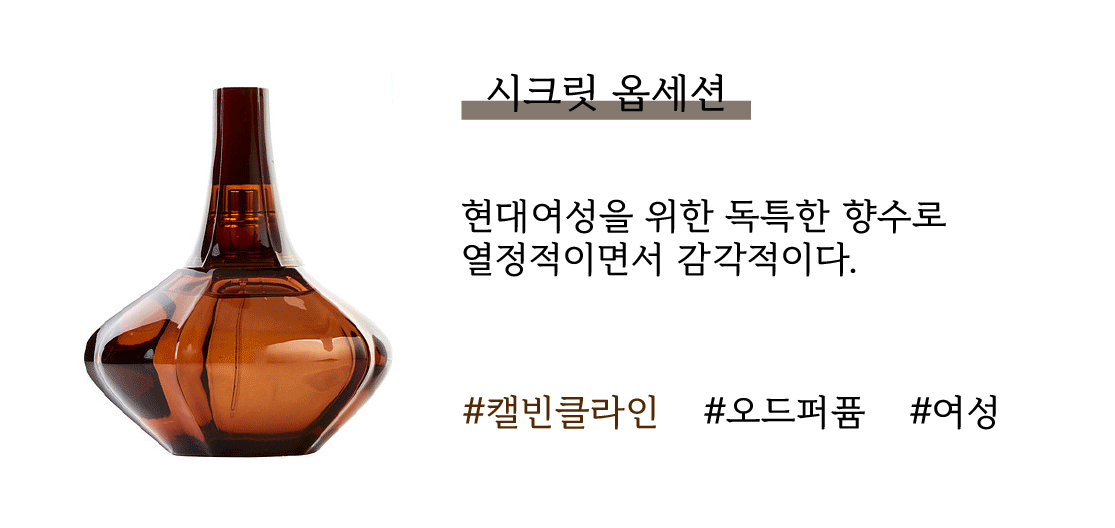 시크릿 옵세션
현대여성을 위한 독특한 향수로
열정적이면서 감각적이다.
#캘빈클라인 #오드퍼퓸 #여성